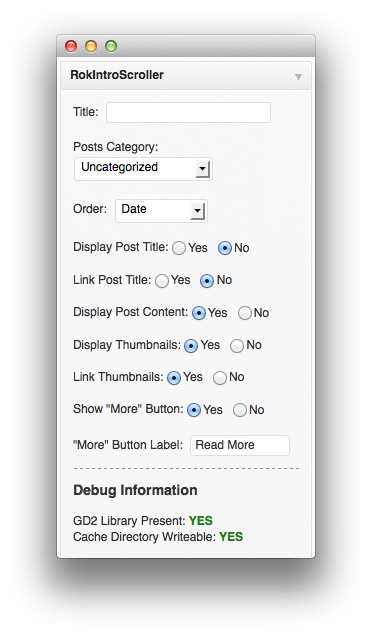 RokIntroScroller
Title:
Posts Category:
Uncategorized
Order: Date
Display Post Title: Yes No
Link Post Title: Yes No
Display Post Content: Yes No
Display Thumbnails: Yes No
Link Thumbnails: Yes No
Show "More" Button: Yes No
"More" Button Label: Read More
Debug Information
GD2 Library Present: YES
Cache Directory Writeable: YES